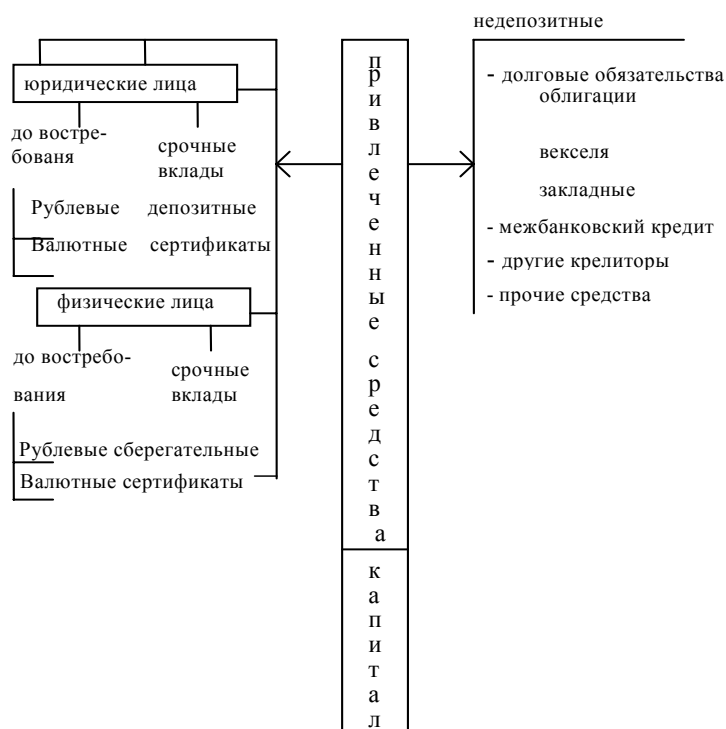 недепозитные
юридические лица
до востре-
бованя
срочные
вклады
Рублевые депозитные
Валютные сертификаты
физические лица
до востребо-
вания
срочные
вклады
Рублевые сберегательные
Валютные сертификаты
привлеченные средства
капитал
- долговые обязательства
облигации
векселя
закладные
- межбанковский кредит
- другие крелиторы
- прочие средства